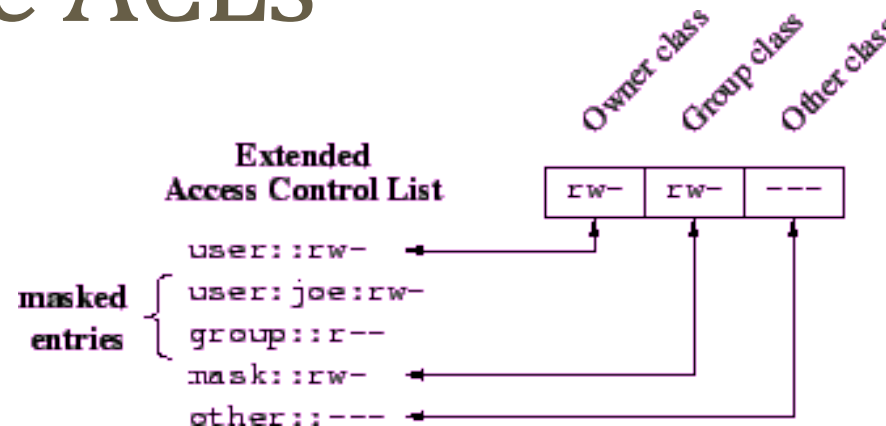 ACLs
Owner class
Group class
Other class
Extended
Access Control List
rw-
rw-
---
user::rw-
masked
entries
user:joe:rw-
group::r--
mask::rw-
other::---